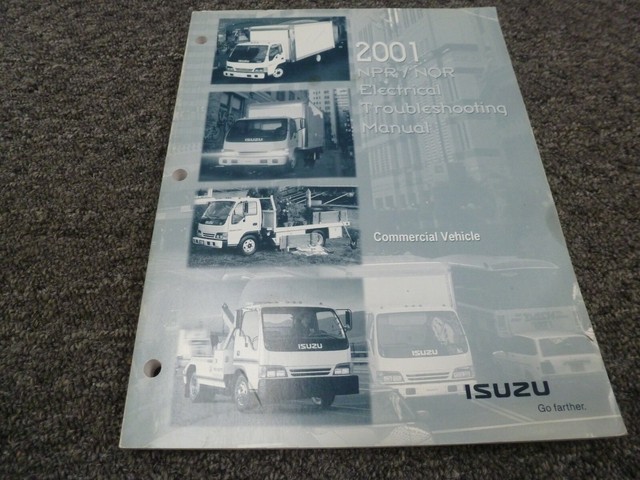 2001
NPR / NQR
Electrical
Troubleshooting
Manual
Commercial Vehicle
ISUZU
ISUZU
ISUZU
Go farther.